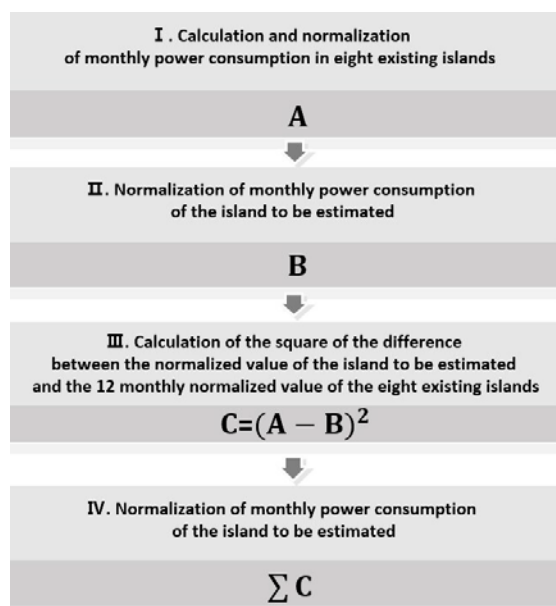 Ⅰ. Calculation and normalization
of monthly power consumption in eight existing islands
A
Ⅱ. Normalization of monthly power consumption
of the island to be estimated
B
Ⅲ. Calculation of the square of the difference
between the normalized value of the island to be estimated
and the 12 monthly normalized value of the eight existing islands
C=(A − B)²
Ⅳ. Normalization of monthly power consumption
of the island to be estimated
∑ C